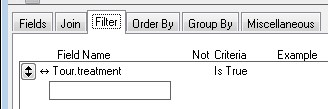 Fields Join Filter Order By Group By Miscellaneous
Field Name Not Criteria Example
Tour.treatment Is True